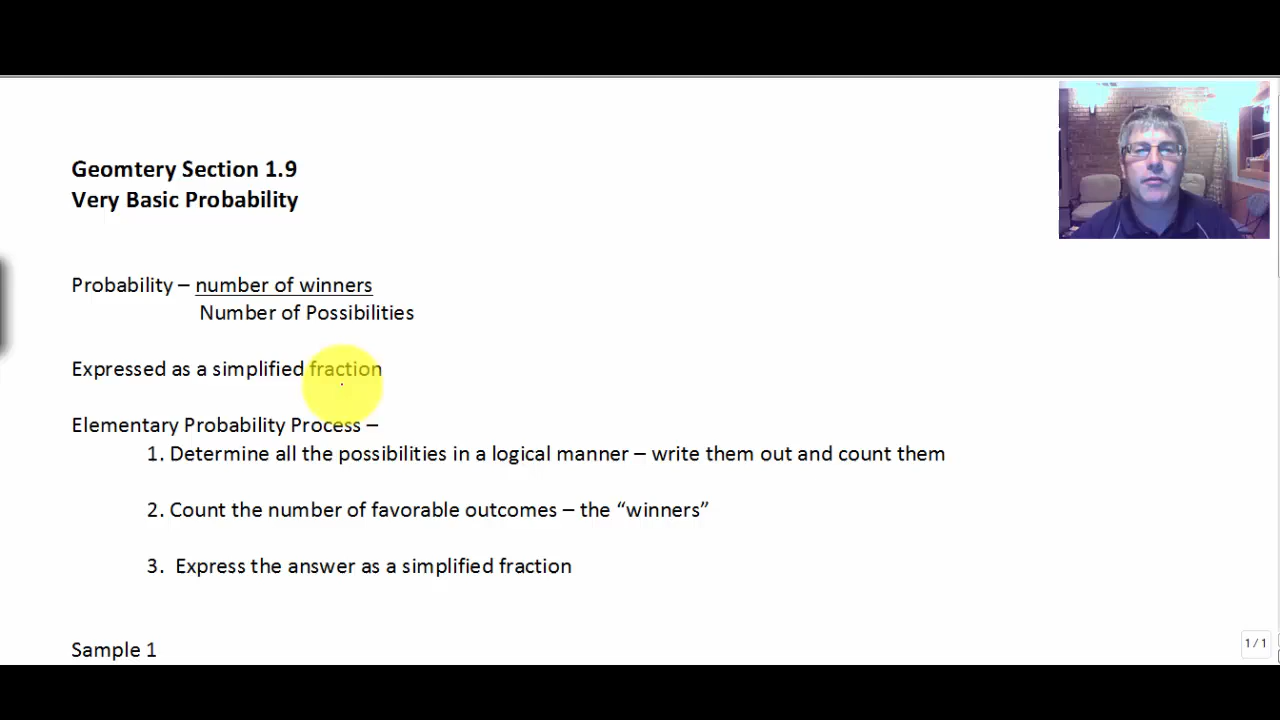 Geomtery Section 1.9
Very Basic Probability
Probability – number of winners
Number of Possibilities
Expressed as a simplified fraction
Elementary Probability Process –
1. Determine all the possibilities in a logical manner – write them out and count them
2. Count the number of favorable outcomes – the “winners”
3. Express the answer as a simplified fraction
Sample 1
1 / 1